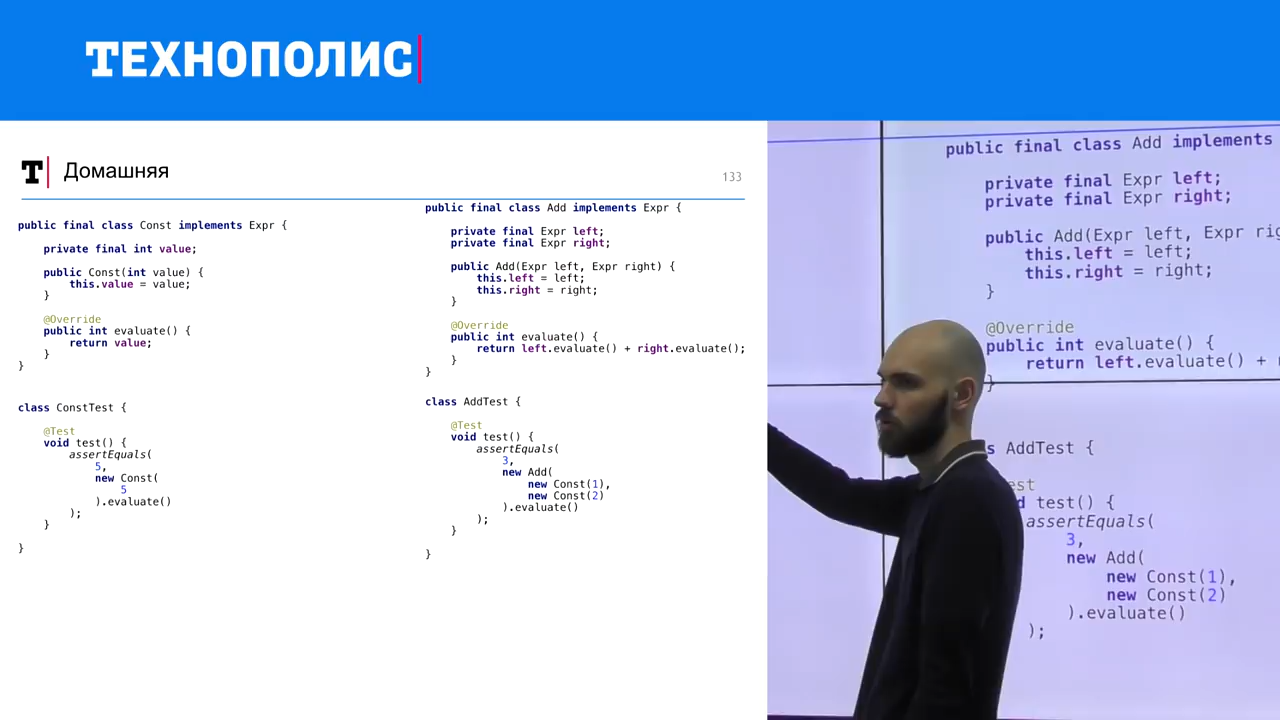 ТЕХНОПОЛИС
Т Домашняя
133
public final class Const implements Expr {
private final int value;
public Const(int value) {
this.value = value;
}
@Override
public int evaluate() {
return value;
}
}
class ConstTest {
@Test
void test() {
assertEquals(
5,
new Const(
5
).evaluate()
);
}
}
public final class Add implements Expr {
private final Expr left;
private final Expr right;
public Add(Expr left, Expr right) {
this.left = left;
this.right = right;
}
@Override
public int evaluate() {
return left.evaluate() + right.evaluate();
}
}
class AddTest {
@Test
void test() {
assertEquals(
3,
new Add(
new Const(1),
new Const(2)
).evaluate()
);
}
}
public final class Add implements
private final Expr left;
private final Expr right;
public Add(Expr left, Expr rig
this.left = left;
this.right = right;
}
@Override
public int evaluate() {
return left.evaluate() +
}
s AddTest {
est
d test() {
assertEquals(
3,
new Add(
new Const(1),
new Const(2)
).evaluate()
);